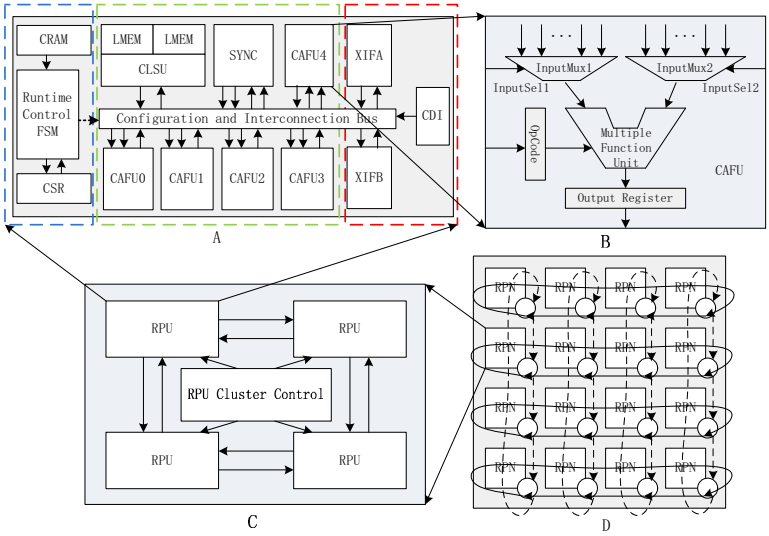 CRAM
LMEM LMEM
CLSU
SYNC
CAFU4
XIFA
Runtime
Control
FSM
Configuration and Interconnection Bus
CDI
CSR
CAFU0
CAFU1
CAFU2
CAFU3
XIFB
A
...
...
InputMux1
InputMux2
InputSel1
InputSel2
OpCode
Multiple
Function
Unit
CAFU
Output Register
B
RPU
RPU
RPU Cluster Control
RPU
RPU
C
RPN RPN RPN RPN
RPN RPN RPN RPN
RPN RPN RPN RPN
RPN RPN RPN RPN
D